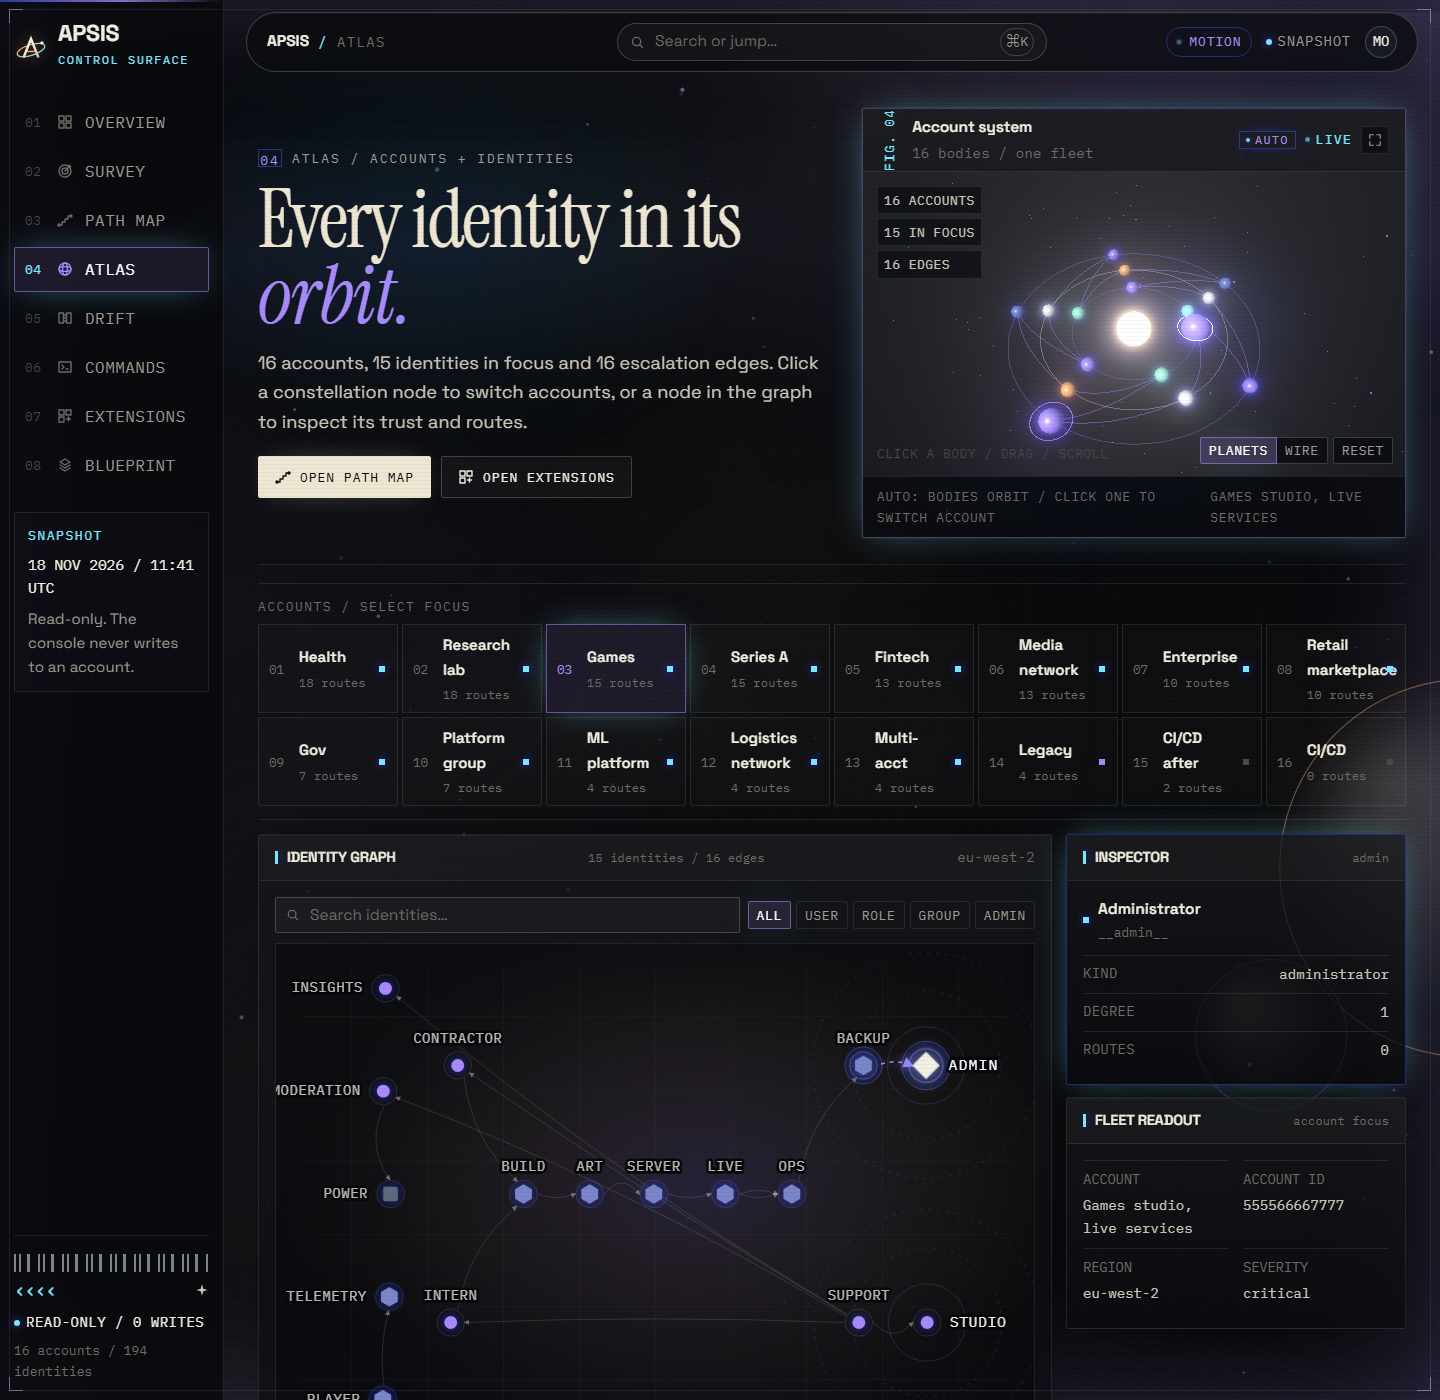 APSIS
CONTROL SURFACE
01 OVERVIEW
02 SURVEY
03 PATH MAP
04 ATLAS
05 DRIFT
06 COMMANDS
07 EXTENSIONS
08 BLUEPRINT
SNAPSHOT
18 NOV 2026 / 11:41
UTC
Read-only. The
console never writes
to an account.
READ-ONLY / 0 WRITES
16 accounts / 194
identities
APSIS / ATLAS
Search or jump...
⌘K
MOTION
SNAPSHOT
MO
04 ATLAS / ACCOUNTS + IDENTITIES
Every identity in its
orbit.
16 accounts, 15 identities in focus and 16 escalation edges. Click
a constellation node to switch accounts, or a node in the graph
to inspect its trust and routes.
OPEN PATH MAP
OPEN EXTENSIONS
FIG. 04
Account system
16 bodies / one fleet
AUTO
LIVE
16 ACCOUNTS
15 IN FOCUS
16 EDGES
CLICK A BODY / DRAG / SCROLL
PLANETS WIRE RESET
AUTO: BODIES ORBIT / CLICK ONE TO
SWITCH ACCOUNT
GAMES STUDIO, LIVE
SERVICES
ACCOUNTS / SELECT FOCUS
01 Health
18 routes
02 Research
lab
18 routes
03 Games
15 routes
04 Series A
15 routes
05 Fintech
13 routes
06 Media
network
13 routes
07 Enterprise
10 routes
08 Retail
marketplace
10 routes
09 Gov
7 routes
10 Platform
group
7 routes
11 ML
platform
4 routes
12 Logistics
network
4 routes
13 Multi-
acct
4 routes
14 Legacy
4 routes
15 CI/CD
after
2 routes
16 CI/CD
0 routes
IDENTITY GRAPH
15 identities / 16 edges
eu-west-2
Search identities...
ALL USER ROLE GROUP ADMIN
INSIGHTS
CONTRACTOR
BACKUP
ADMIN
MODERATION
BUILD
ART
SERVER
LIVE
OPS
POWER
TELEMETRY
INTERN
SUPPORT
STUDIO
PLAYER
INSPECTOR
admin
Administrator
__admin__
KIND administrator
DEGREE 1
ROUTES 0
FLEET READOUT
account focus
ACCOUNT
Games studio,
live services
ACCOUNT ID
555566667777
REGION
eu-west-2
SEVERITY
critical